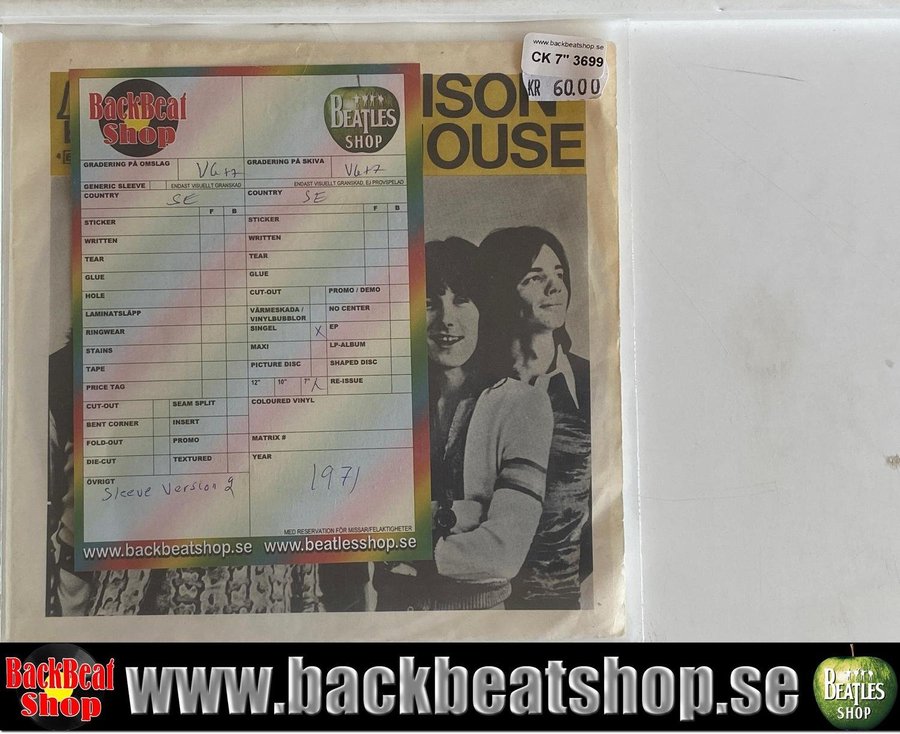 www.backbeatshop.se
CK 7" 3699
KR 60.00
ISON
OUSE
BackBeat
Shop
BEATLES
SHOP
GRADERING PÅ OMSLAG VG++
GRADERING PÅ SKIVA VG++
GENERIC SLEEVE
ENDAST VISUELLT GRANSKAD
ENDAST VISUELLT GRANSKAD, EJ PROVSPELAD
COUNTRY SE
COUNTRY SE
F B
F B
STICKER
STICKER
WRITTEN
WRITTEN
TEAR
TEAR
GLUE
GLUE
HOLE
CUT-OUT
PROMO / DEMO
LAMINATSLÄPP
VÄRMESKADA /
VINYLBUBBLOR
NO CENTER
RINGWEAR
SINGEL X
EP
STAINS
MAXI
LP-ALBUM
TAPE
PICTURE DISC
SHAPED DISC
PRICE TAG
12" 10" 7" X
RE-ISSUE
CUT-OUT
SEAM SPLIT
COLOURED VINYL
BENT CORNER
INSERT
FOLD-OUT
PROMO
MATRIX #
DIE-CUT
TEXTURED
YEAR
1971
ÖVRIGT
Sleeve Version 2
MED RESERVATION FÖR MISSAR/FELAKTIGHETER
www.backbeatshop.se www.beatlesshop.se
BackBeat
Shop
www.backbeatshop.se
BEATLES
SHOP